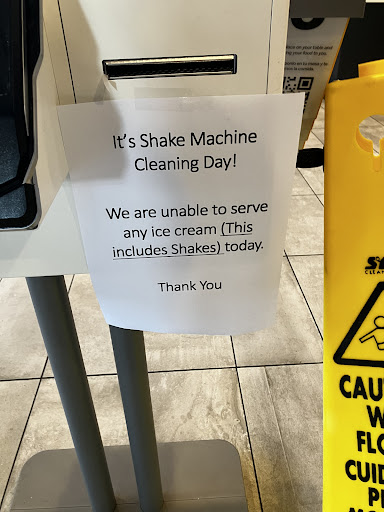 It's Shake Machine
Cleaning Day!
We are unable to serve
any ice cream (This
includes Shakes) today.
Thank You
CAU
W
FLO
CUID
P